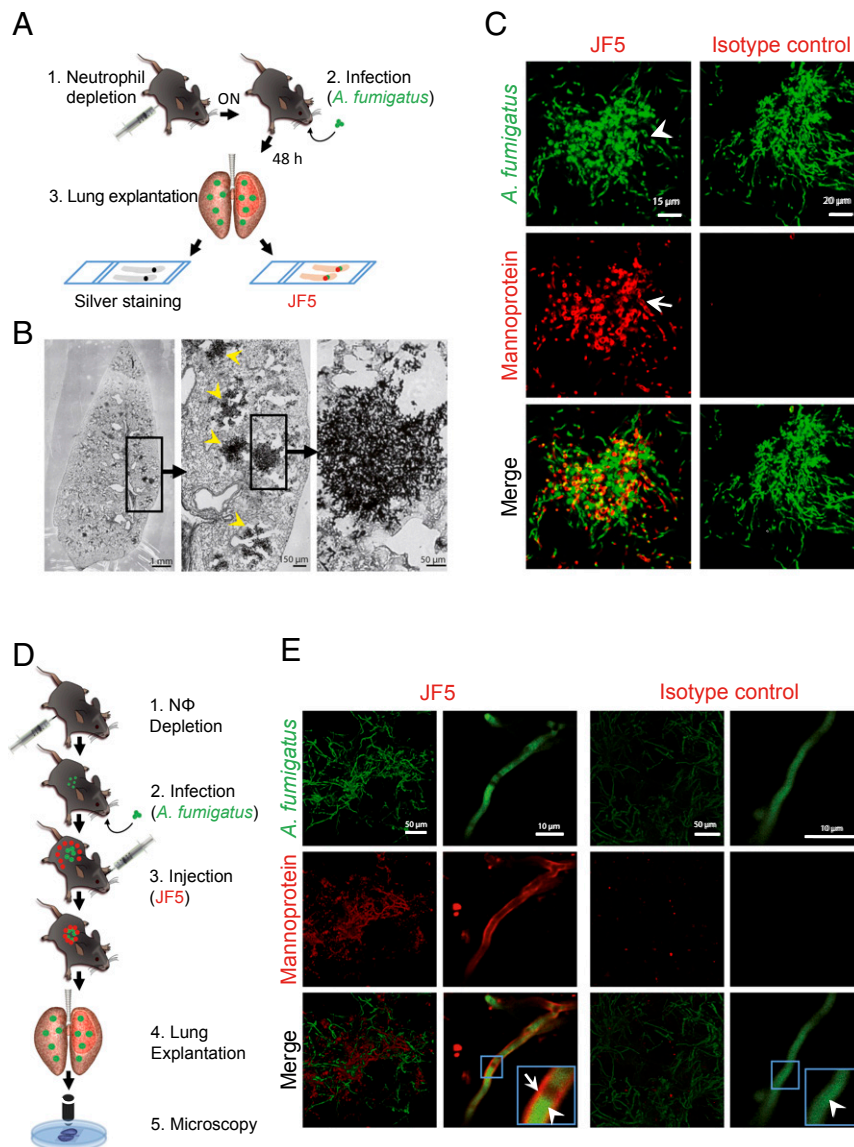 A
1. Neutrophil
depletion
ON
2. Infection
(A. fumigatus)
48 h
3. Lung explantation
Silver staining
JF5
B
1 mm
150 µm
50 µm
C
JF5
Isotype control
A. fumigatus
15 µm
20 µm
Mannoprotein
Merge
D
1. NΦ
Depletion
2. Infection
(A. fumigatus)
3. Injection
(JF5)
4. Lung
Explantation
5. Microscopy
E
JF5
Isotype control
A. fumigatus
50 µm
10 µm
50 µm
10 µm
Mannoprotein
Merge